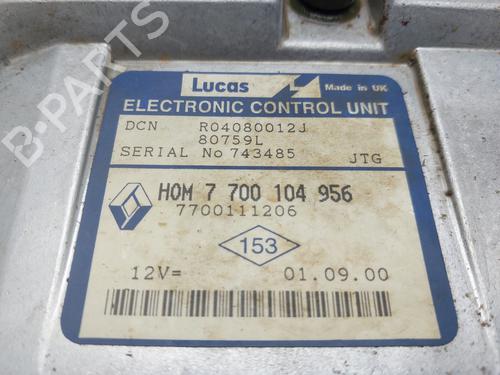 Lucas Made in UK
ELECTRONIC CONTROL UNIT
DCN R04080012J
80759L
SERIAL No 743485 JTG
HOM 7 700 104 956
7700111206
153
12V= 01.09.00
B-PARTS